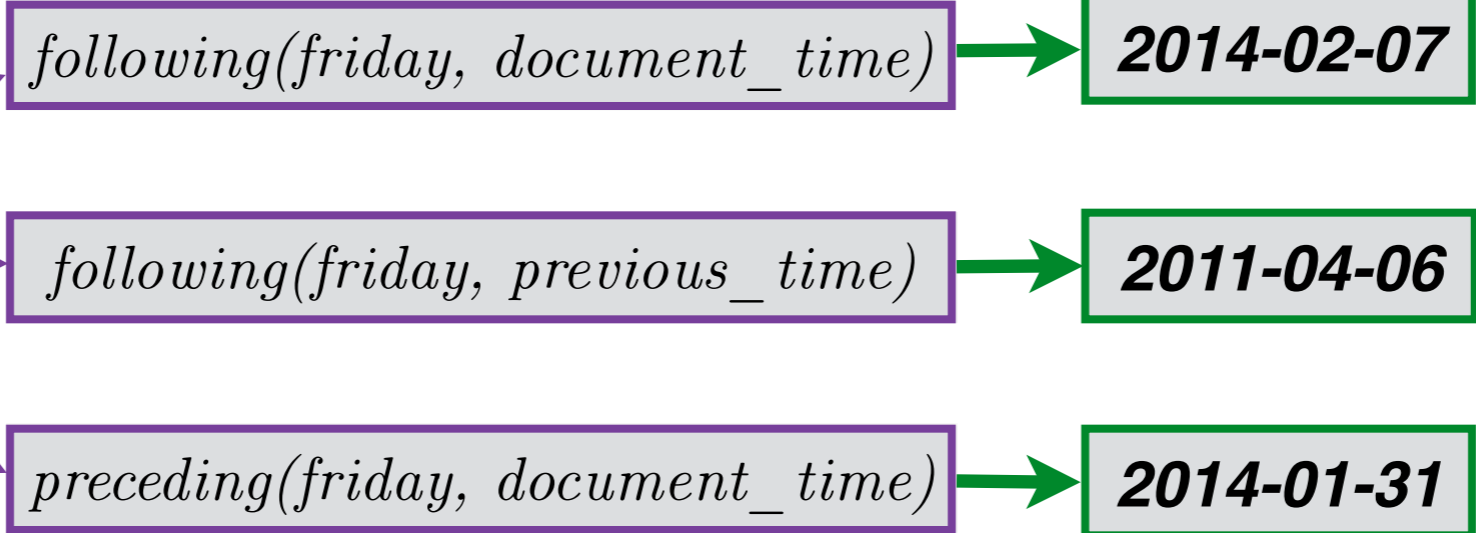 following(friday, document_time) 2014-02-07
following(friday, previous_time) 2011-04-06
preceding(friday, document_time) 2014-01-31